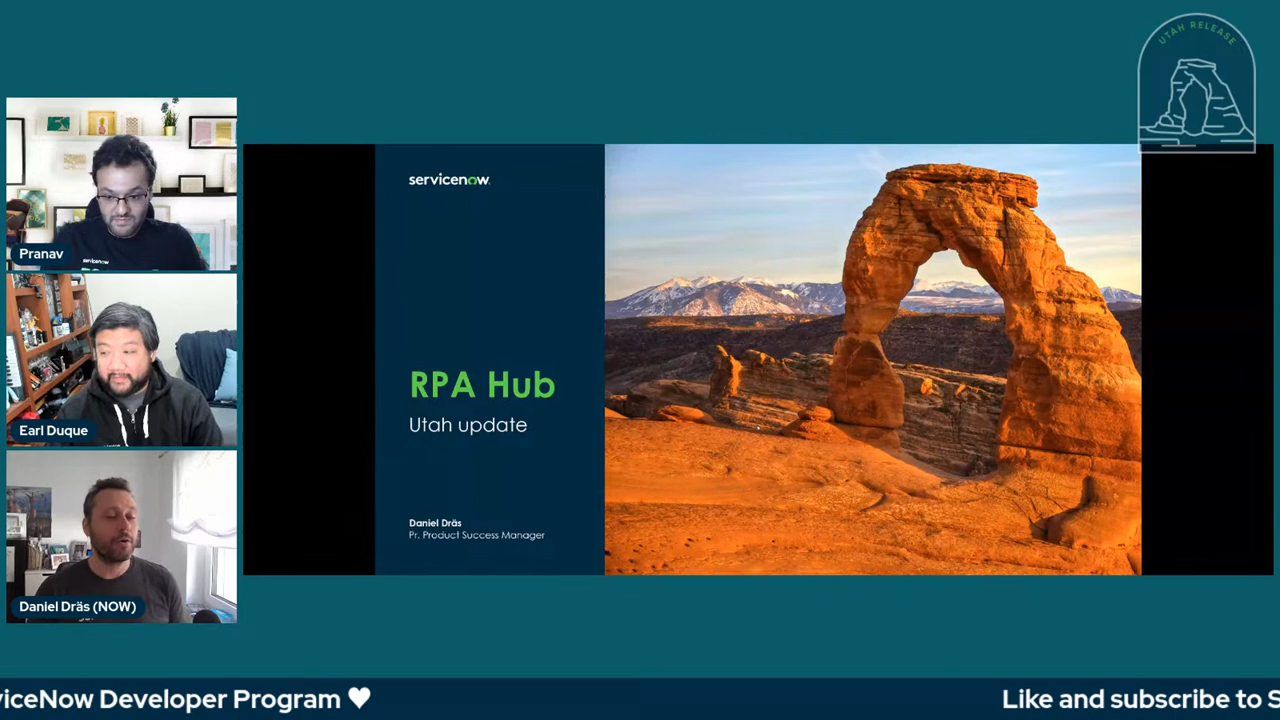 UTAH RELEASE
servicenow
Pranav
servicenow
RPA Hub
Utah update
Earl Duque
Daniel Dräs
Pr. Product Success Manager
Daniel Dräs (NOW)
viceNow Developer Program ♥
Like and subscribe to S